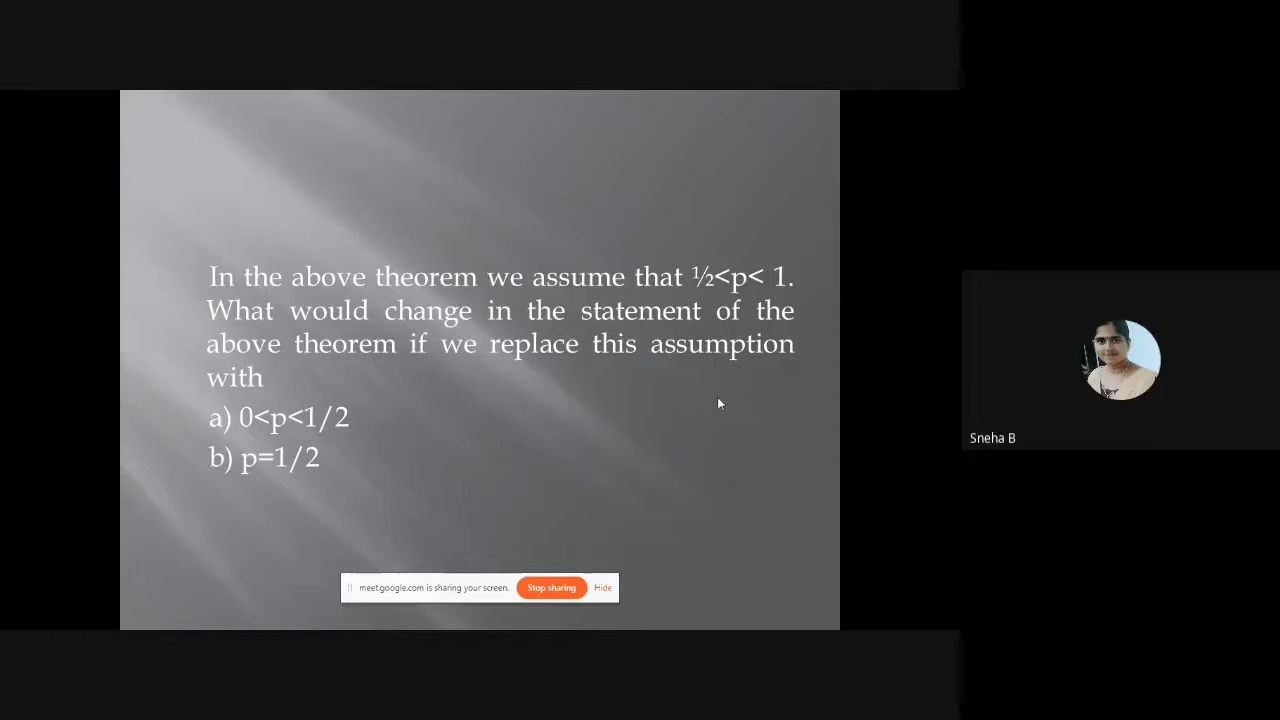 In the above theorem we assume that ½<p< 1.
What would change in the statement of the
above theorem if we replace this assumption
with
a) 0<p<1/2
b) p=1/2
meet.google.com is sharing your screen. Stop sharing Hide
Sneha B